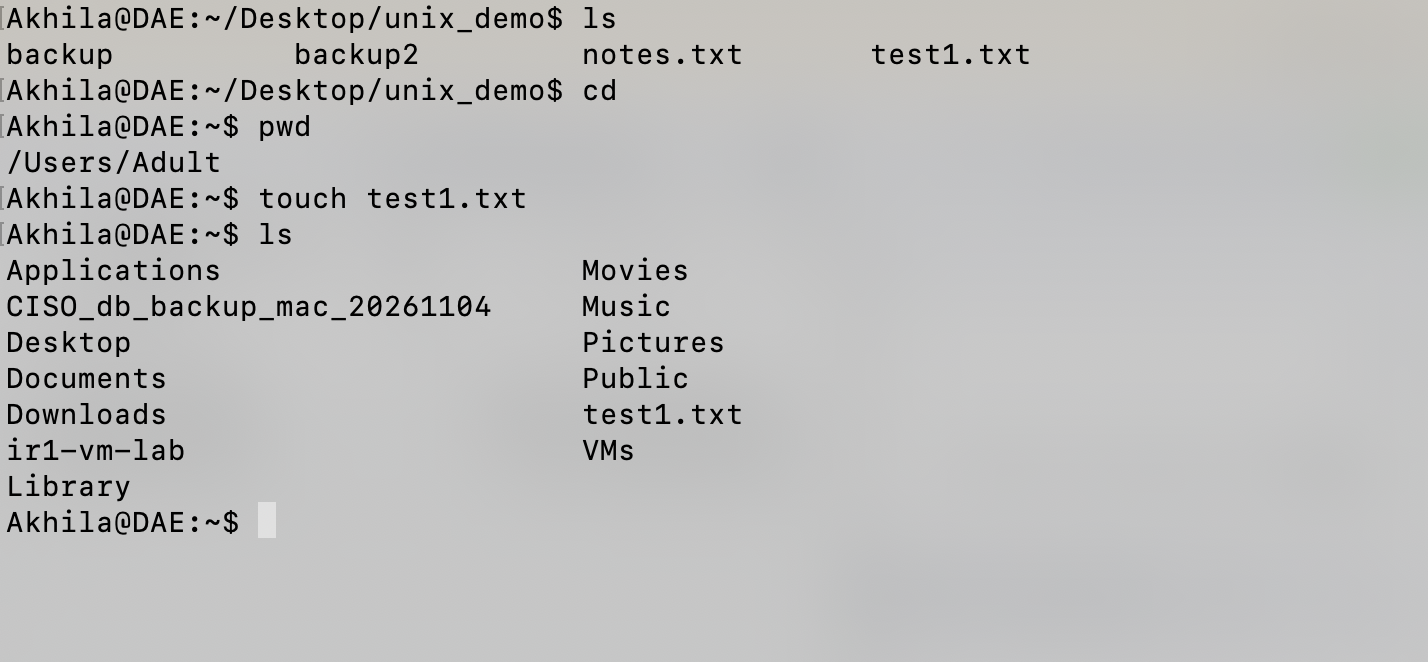 Akhila@DAE:~/Desktop/unix_demo$ ls
backup backup2 notes.txt test1.txt
Akhila@DAE:~/Desktop/unix_demo$ cd
Akhila@DAE:~$ pwd
/Users/Adult
Akhila@DAE:~$ touch test1.txt
Akhila@DAE:~$ ls
Applications Movies
CISO_db_backup_mac_20261104 Music
Desktop Pictures
Documents Public
Downloads test1.txt
ir1-vm-lab VMs
Library
Akhila@DAE:~$